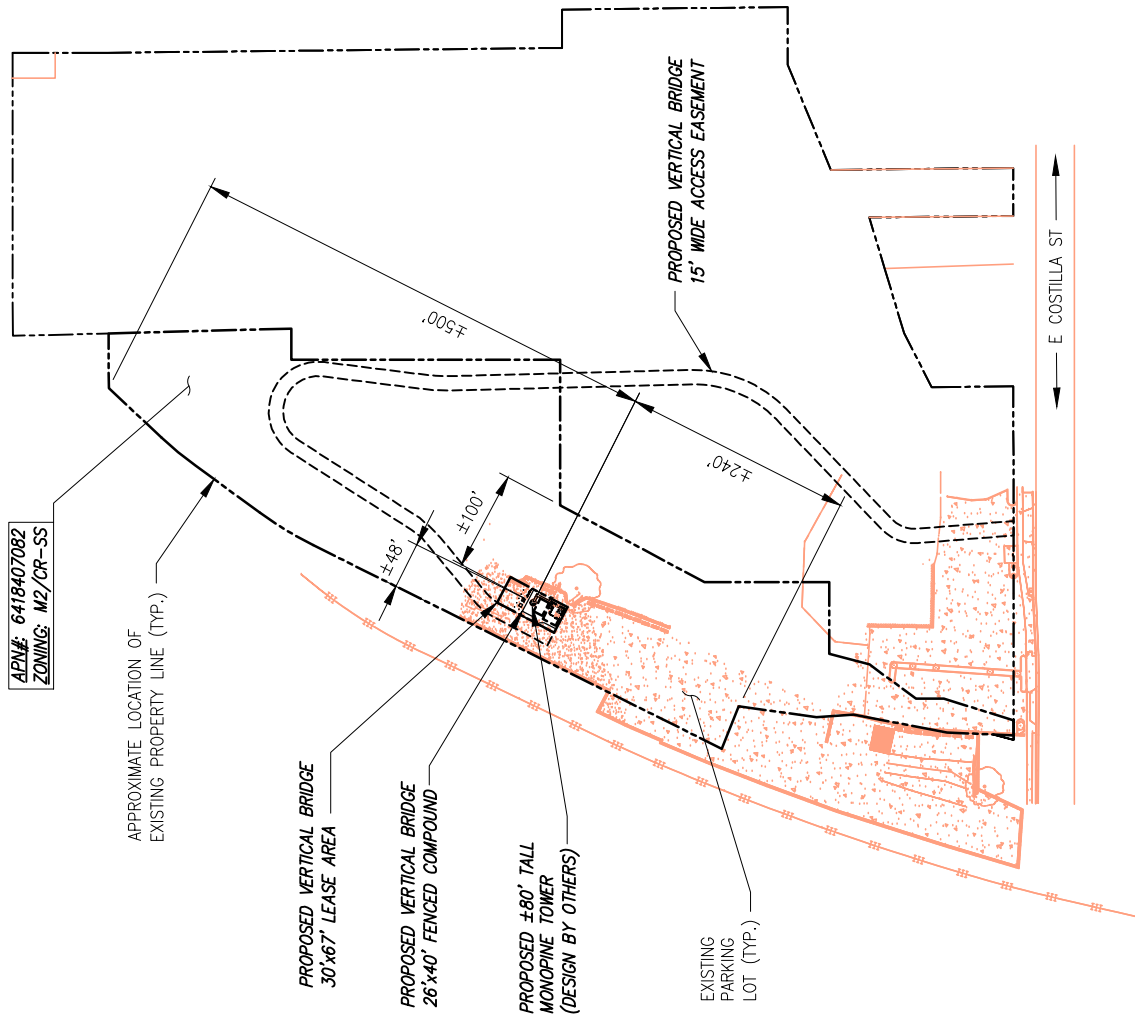 APN#: 6418407082
ZONING: M2/CR-SS
APPROXIMATE LOCATION OF
EXISTING PROPERTY LINE (TYP.)
PROPOSED VERTICAL BRIDGE
30'x67' LEASE AREA
PROPOSED VERTICAL BRIDGE
26'x40' FENCED COMPOUND
PROPOSED ±80' TALL
MONOPINE TOWER
(DESIGN BY OTHERS)
EXISTING
PARKING
LOT (TYP.)
±48'
±100'
±500'
±240'
PROPOSED VERTICAL BRIDGE
15' WIDE ACCESS EASEMENT
E COSTILLA ST